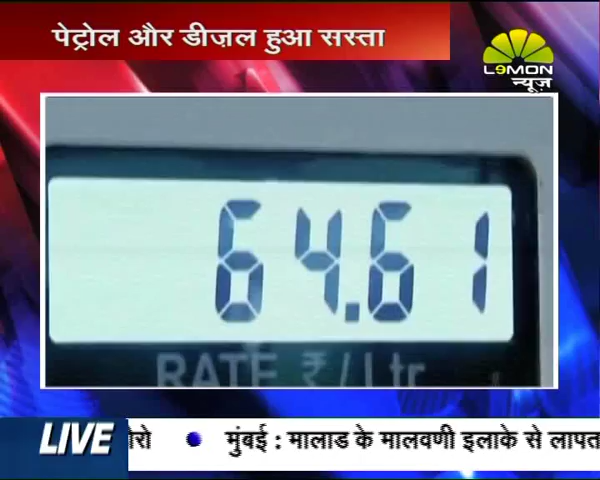 पेट्रोल और डीज़ल हुआ सस्ता
LEMON
न्यूज़
64.61
RATE ₹/Ltr
LIVE
मुंबई : मालाड के मालवणी इलाके से लापत